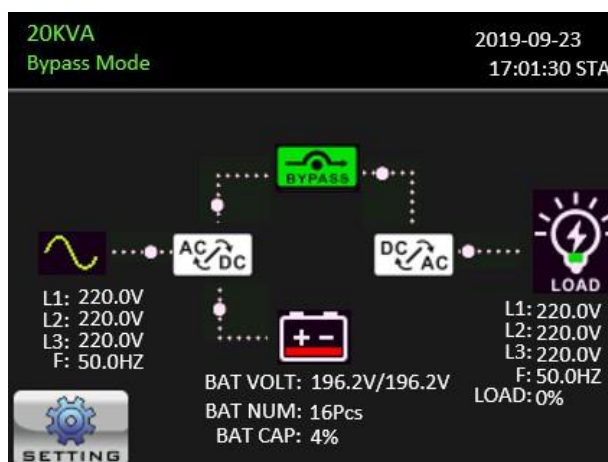 20KVA
Bypass Mode
2019-09-23
17:01:30 STA
BYPASS
AC
DC
DC
AC
LOAD
L1: 220.0V
L2: 220.0V
L3: 220.0V
F: 50.0HZ
L1: 220.0V
L2: 220.0V
L3: 220.0V
F: 50.0HZ
LOAD: 0%
BAT VOLT: 196.2V/196.2V
BAT NUM: 16Pcs
BAT CAP: 4%
SETTING